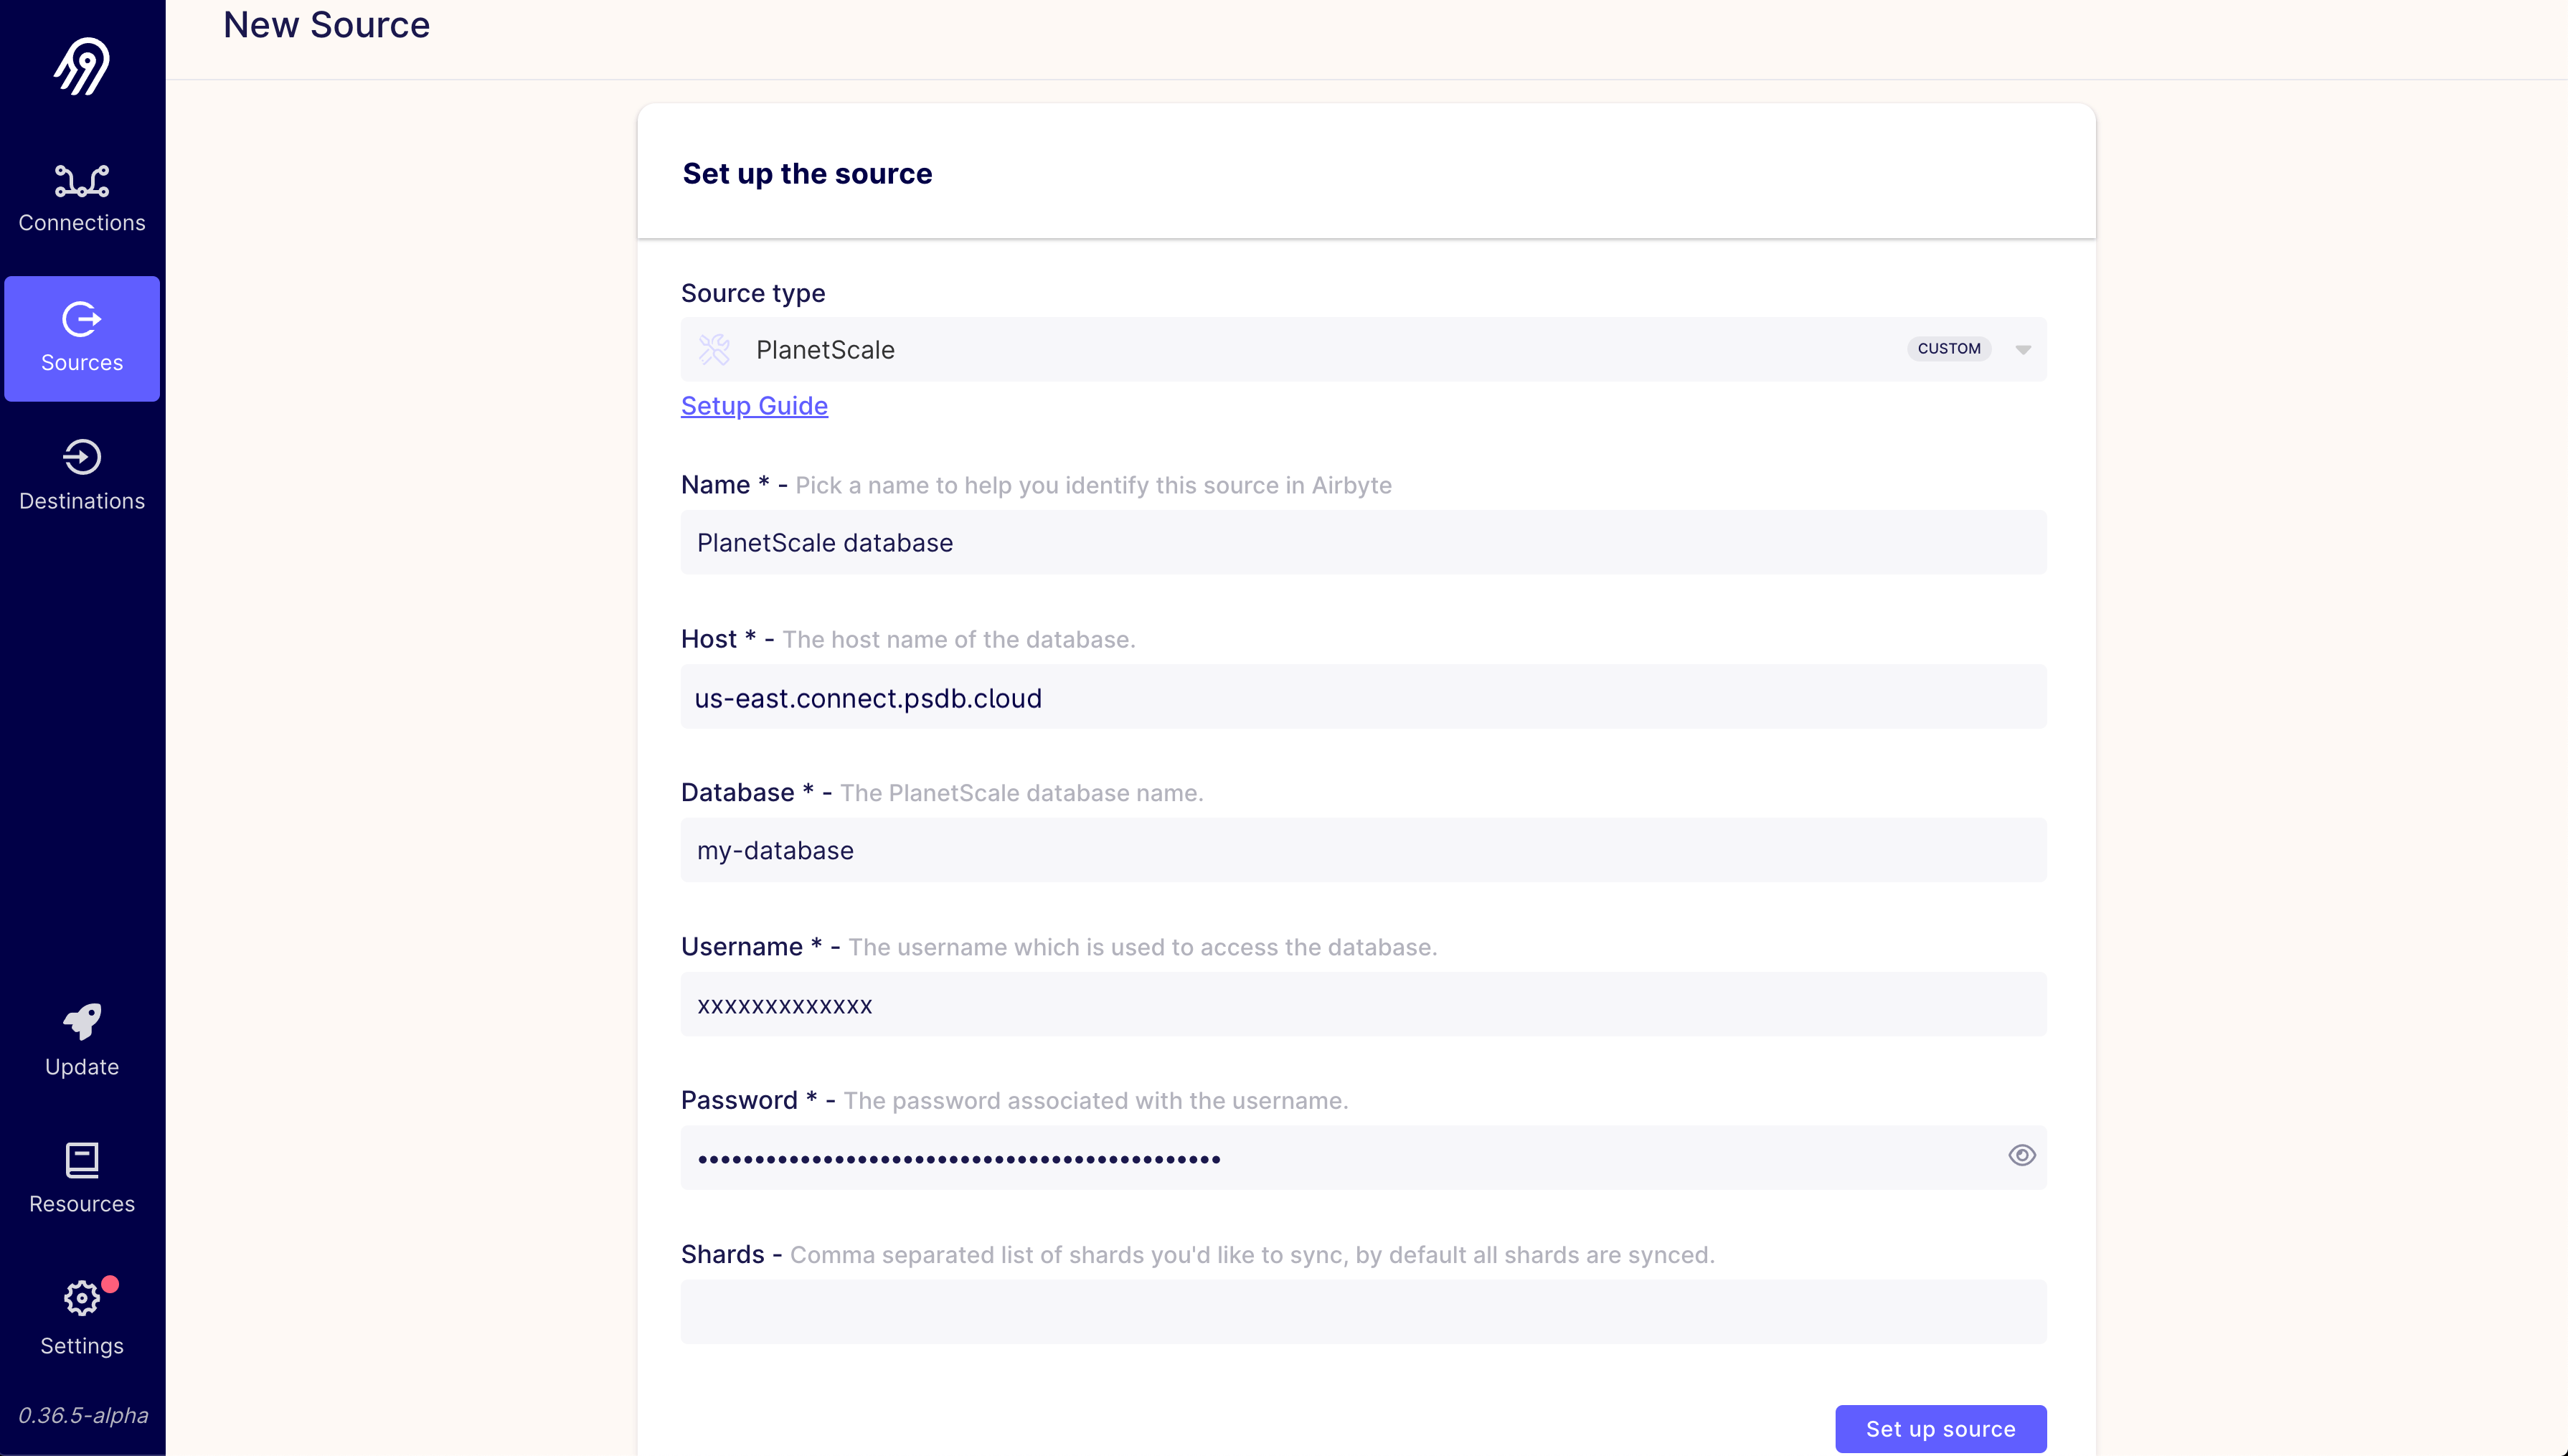 New Source
Connections
Sources
Destinations
Update
Resources
Settings
0.36.5-alpha
Set up the source
Source type
PlanetScale CUSTOM
Setup Guide
Name * - Pick a name to help you identify this source in Airbyte
PlanetScale database
Host * - The host name of the database.
us-east.connect.psdb.cloud
Database * - The PlanetScale database name.
my-database
Username * - The username which is used to access the database.
xxxxxxxxxxxxx
Password * - The password associated with the username.
••••••••••••••••••••••••••••••••••••••••••••••
Shards - Comma separated list of shards you'd like to sync, by default all shards are synced.
Set up source